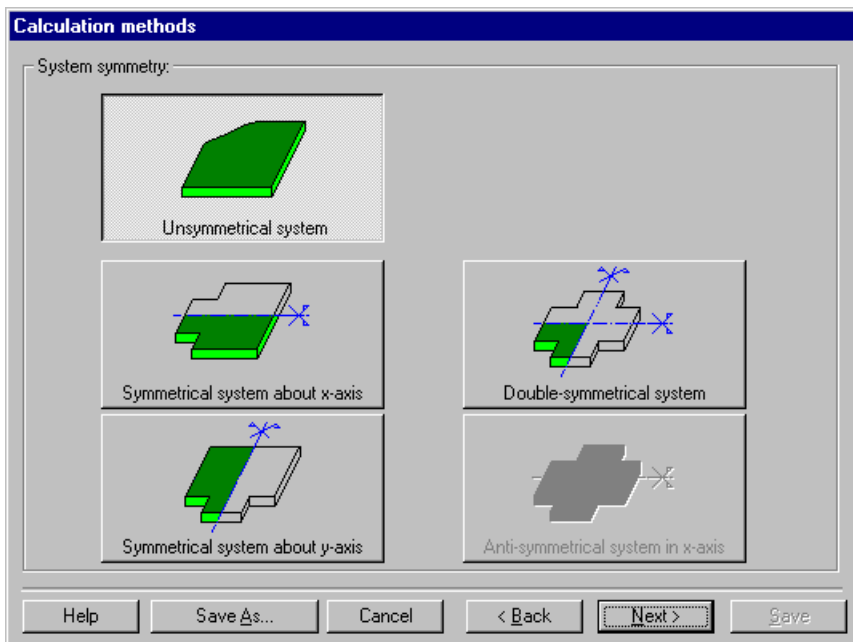 Calculation methods
System symmetry:
Unsymmetrical system
Symmetrical system about x-axis
Double-symmetrical system
Symmetrical system about y-axis
Anti-symmetrical system in x-axis
Help
Save As...
Cancel
< Back
Next >
Save